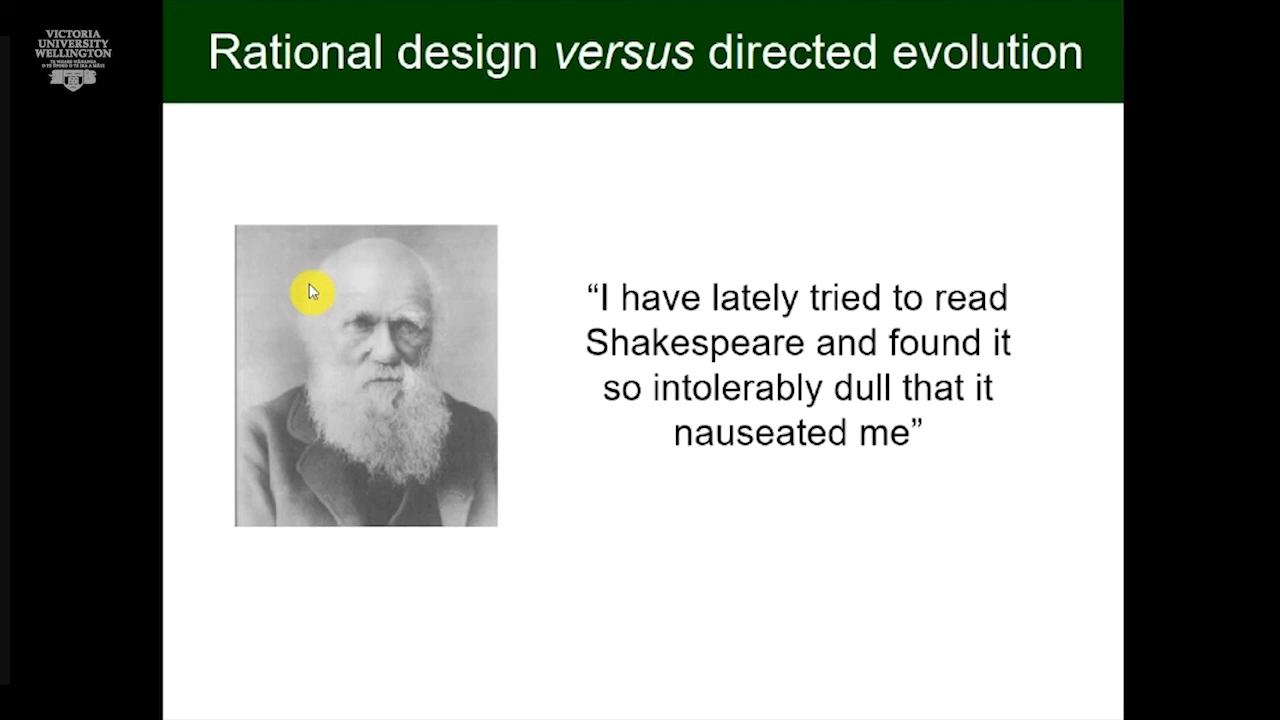 VICTORIA
UNIVERSITY
WELLINGTON
Rational design versus directed evolution
“I have lately tried to read
Shakespeare and found it
so intolerably dull that it
nauseated me”